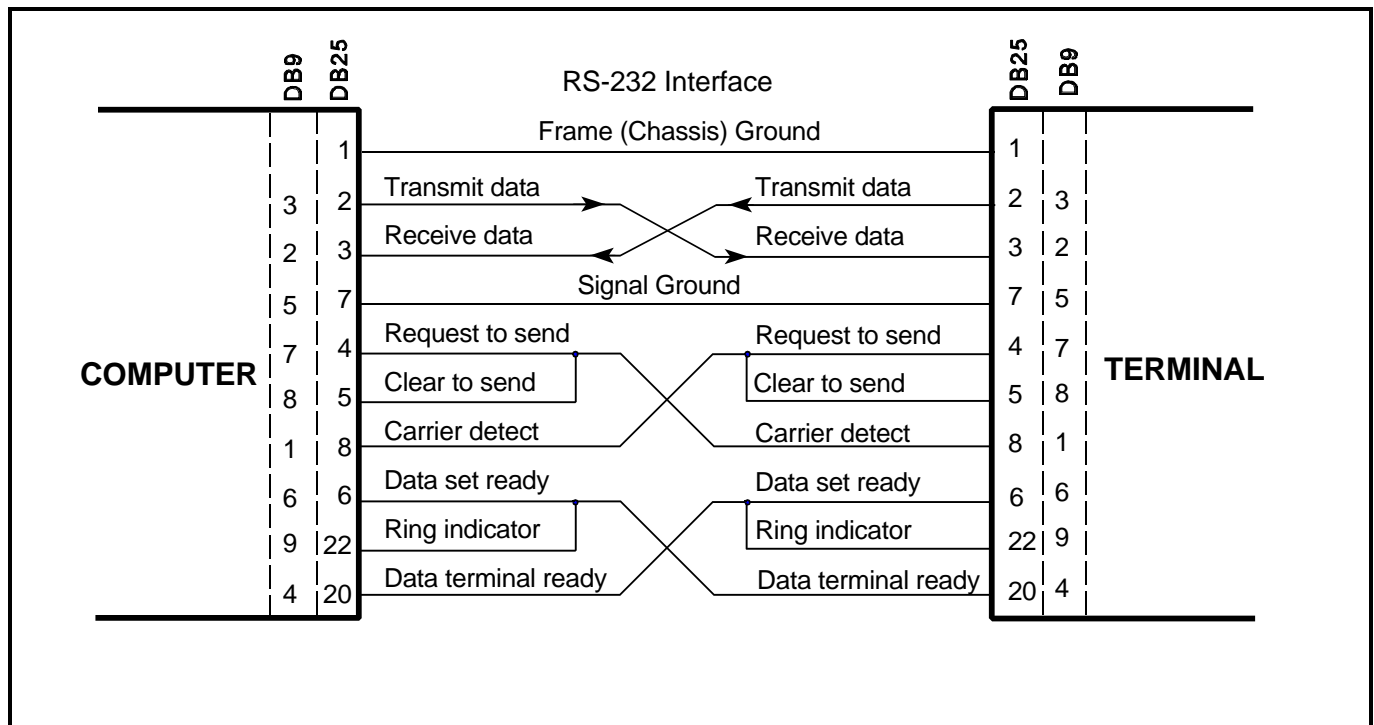 DB9 DB25 RS-232 Interface DB25 DB9
Frame (Chassis) Ground
1 1
Transmit data Transmit data
3 2 2 3
Receive data Receive data
2 3 3 2
Signal Ground
5 7 7 5
Request to send Request to send
7 4 4 7
COMPUTER TERMINAL
Clear to send Clear to send
8 5 5 8
Carrier detect Carrier detect
1 8 8 1
Data set ready Data set ready
6 6 6 6
Ring indicator Ring indicator
9 22 22 9
Data terminal ready Data terminal ready
4 20 20 4